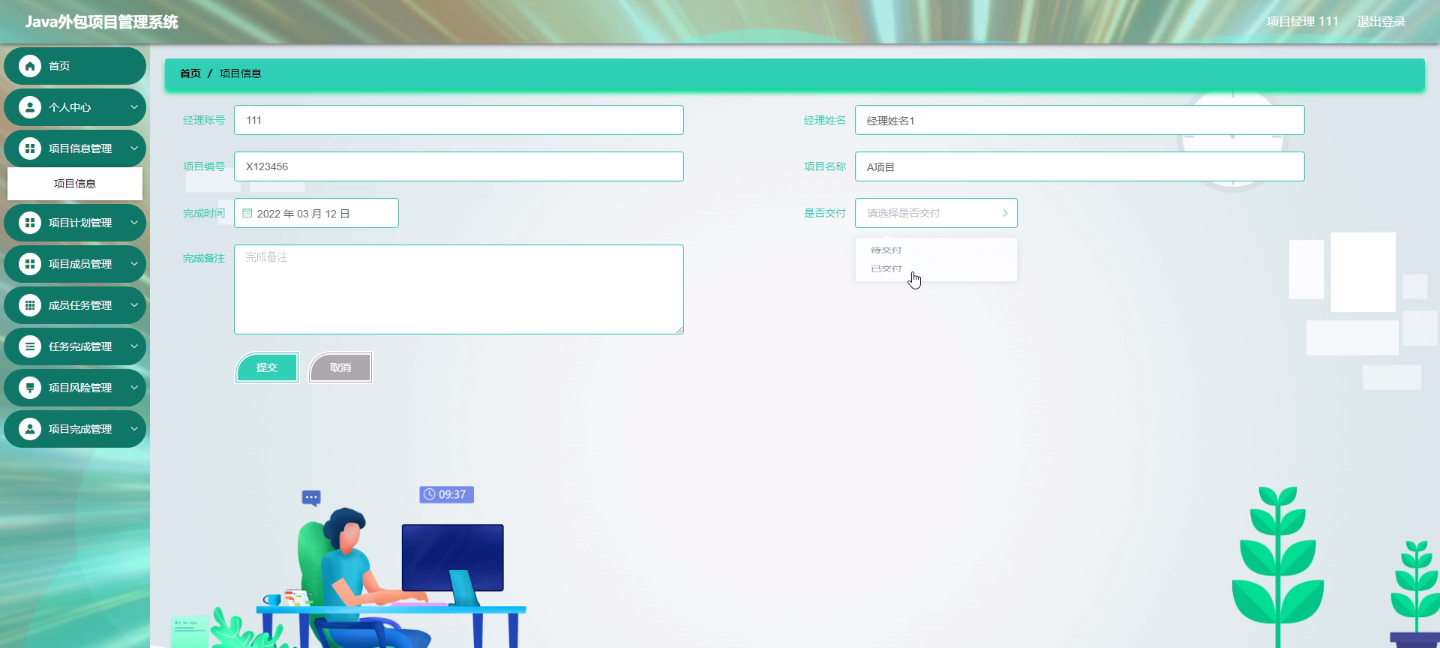 Java外包项目管理系统
项目经理 111 退出登录
首页
个人中心
项目信息管理
项目信息
项目计划管理
项目成员管理
成员任务管理
任务完成管理
项目风险管理
项目完成管理
首页 / 项目信息
经理账号 111
经理姓名 经理姓名1
项目编号 X123456
项目名称 A项目
完成时间 2022 年 03 月 12 日
是否交付 请选择是否交付
待交付
已交付
完成备注 完成备注
提交 取消
09:37